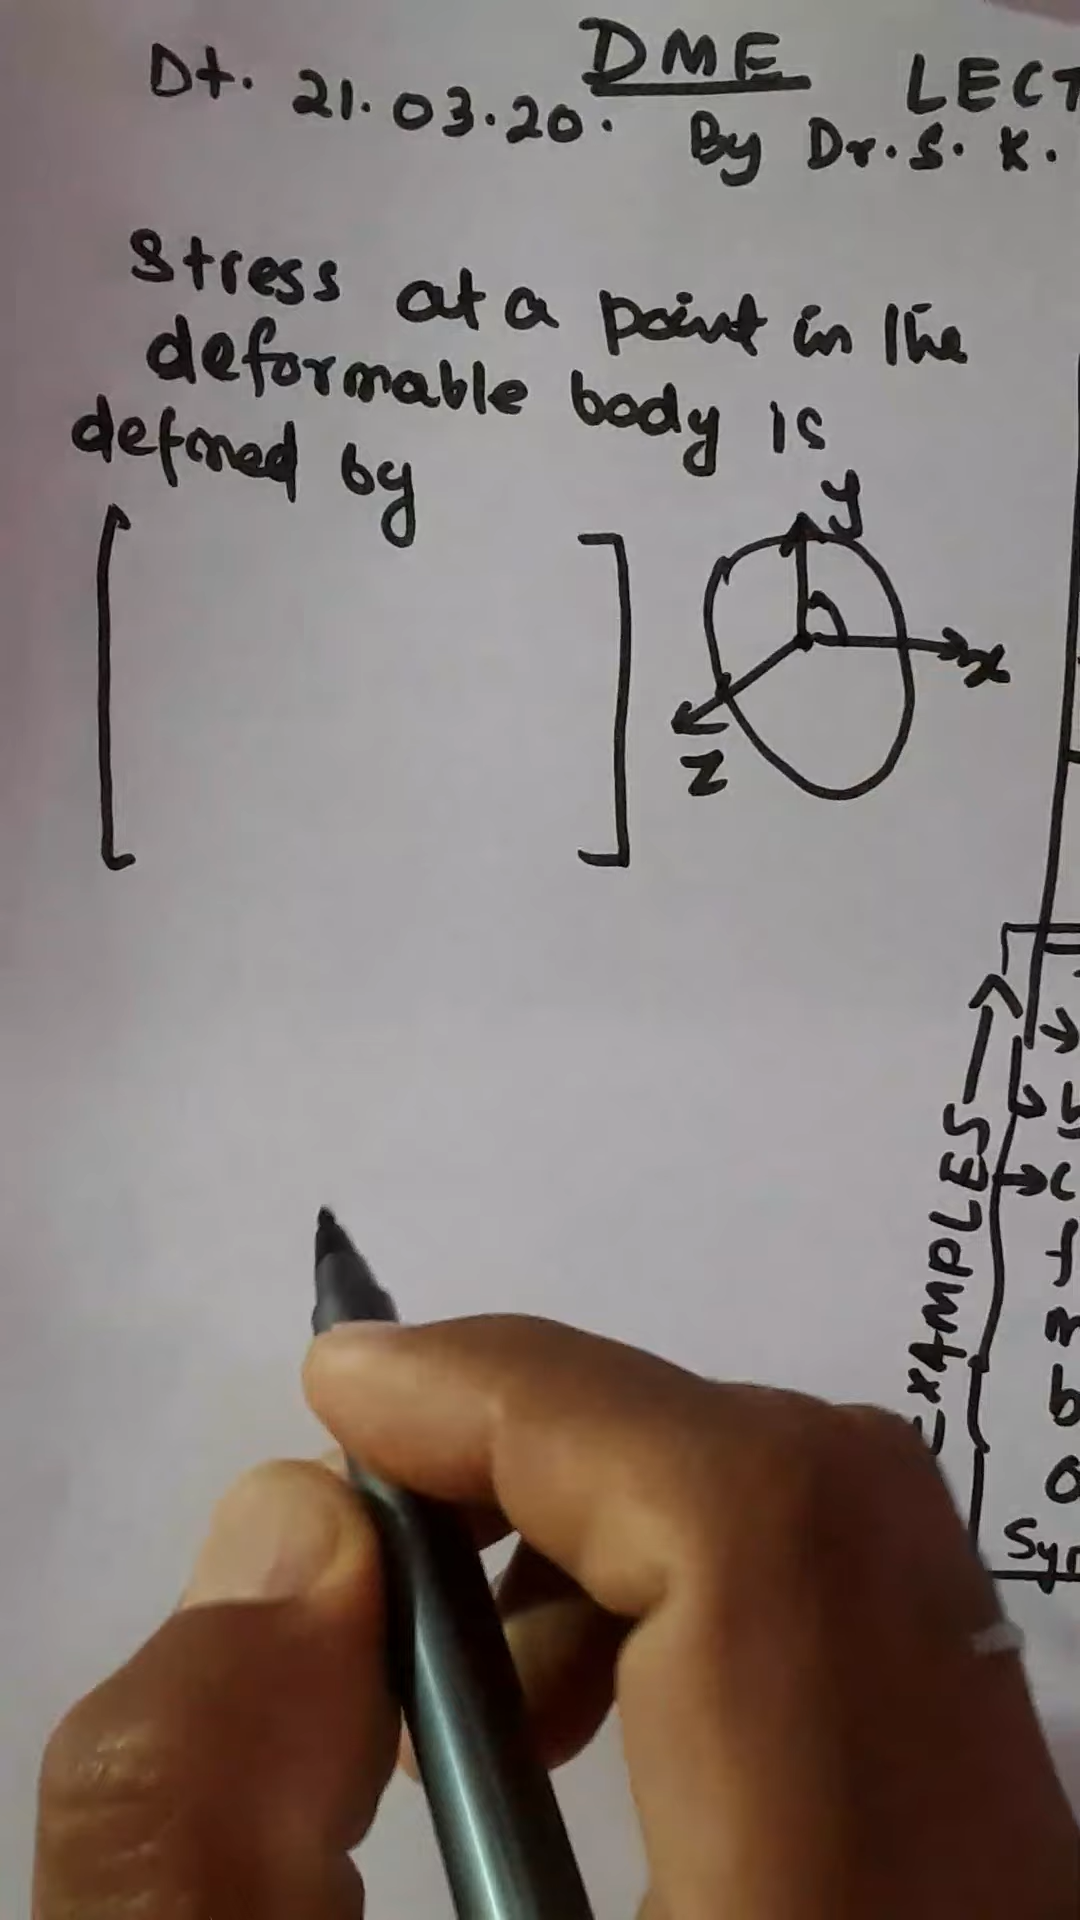 DME LECT
Dt. 21.03.20. By Dr. S. K.
Stress at a point in the
deformable body is
defined by
y
x
z
EXAMPLES
b
c
f
m
b
o
Syn